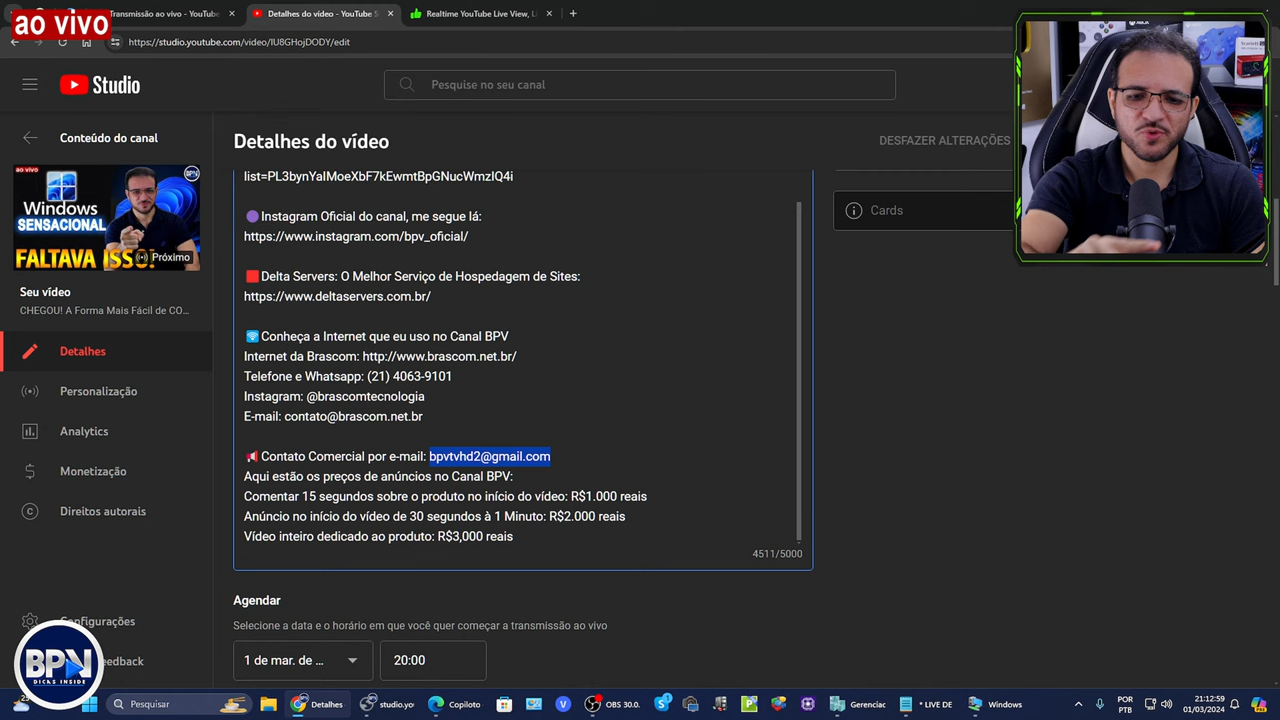 ao vivo
Transmissão ao vivo - YouTube
Detalhes do vídeo - YouTube S
Realtime YouTube Live View, Li
https://studio.youtube.com/video/IU8GHojDODY/edit
Studio
Pesquise no seu canal
Conteúdo do canal
Detalhes do vídeo
DESFAZER ALTERAÇÕES
ao vivo
BPN
Windows
SENSACIONAL
FALTAVA ISSO!
Próximo
Seu vídeo
CHEGOU! A Forma Mais Fácil de CO...
Detalhes
Personalização
Analytics
Monetização
Direitos autorais
Configurações
feedback
list=PL3bynYaIMoeXbF7kEwmtBpGNucWmzIQ4i
Instagram Oficial do canal, me segue lá:
https://www.instagram.com/bpv_oficial/
Delta Servers: O Melhor Serviço de Hospedagem de Sites:
https://www.deltaservers.com.br/
Conheça a Internet que eu uso no Canal BPV
Internet da Brascom: http://www.brascom.net.br/
Telefone e Whatsapp: (21) 4063-9101
Instagram: @brascomtecnologia
E-mail: contato@brascom.net.br
Contato Comercial por e-mail: bpvtvhd2@gmail.com
Aqui estão os preços de anúncios no Canal BPV:
Comentar 15 segundos sobre o produto no início do vídeo: R$1.000 reais
Anúncio no início do vídeo de 30 segundos à 1 Minuto: R$2.000 reais
Vídeo inteiro dedicado ao produto: R$3,000 reais
4511/5000
Cards
Agendar
Selecione a data e o horário em que você quer começar a transmissão ao vivo
1 de mar. de ...
20:00
BPN
DICAS INSIDE
Pesquisar
Detalhes
studio.yo
Copiloto
OBS 30.0.
Gerenciac
* LIVE DE
Windows
POR
PTB
21:12:59
01/03/2024